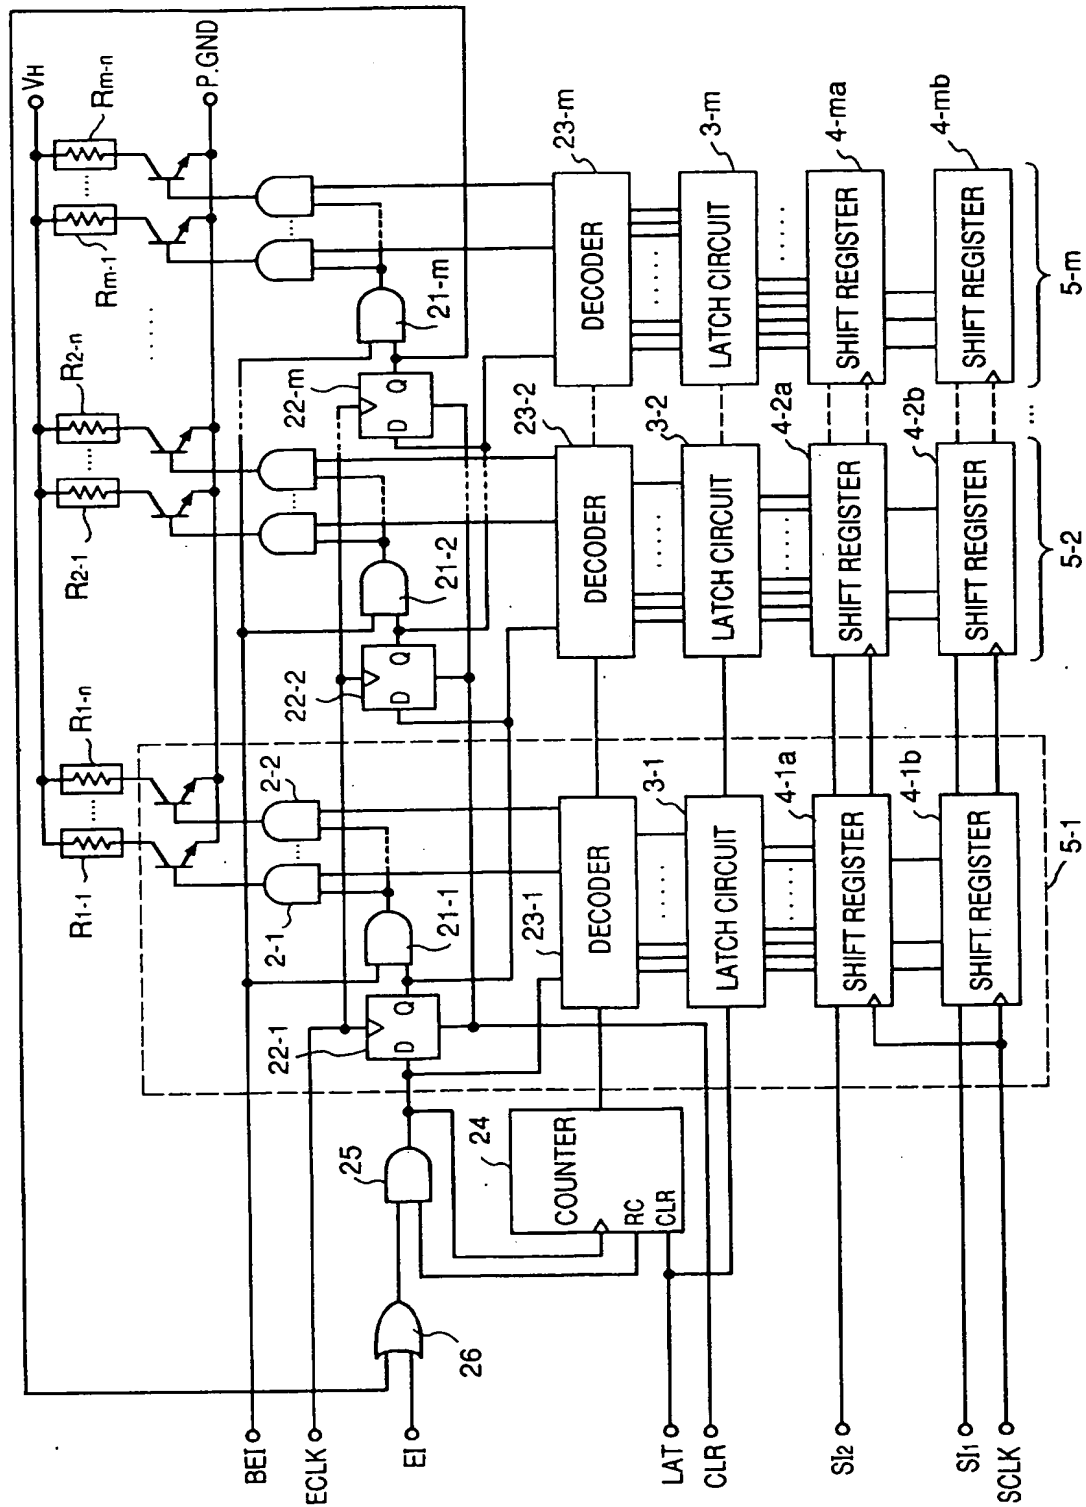 VH
P.GND
R1-1
R1-n
R2-1
R2-n
Rm-1
Rm-n
2-1
2-2
21-1
21-2
21-m
22-1
D
Q
22-2
D
Q
22-m
D
Q
23-1
DECODER
23-2
DECODER
23-m
DECODER
3-1
LATCH CIRCUIT
3-2
LATCH CIRCUIT
3-m
LATCH CIRCUIT
4-1a
SHIFT REGISTER
4-2a
SHIFT REGISTER
4-ma
SHIFT REGISTER
4-1b
SHIFT REGISTER
4-2b
SHIFT REGISTER
4-mb
SHIFT REGISTER
5-1
5-2
5-m
24
COUNTER
RC
CLR
25
26
BEI
ECLK
EI
LAT
CLR
SI2
SI1
SCLK